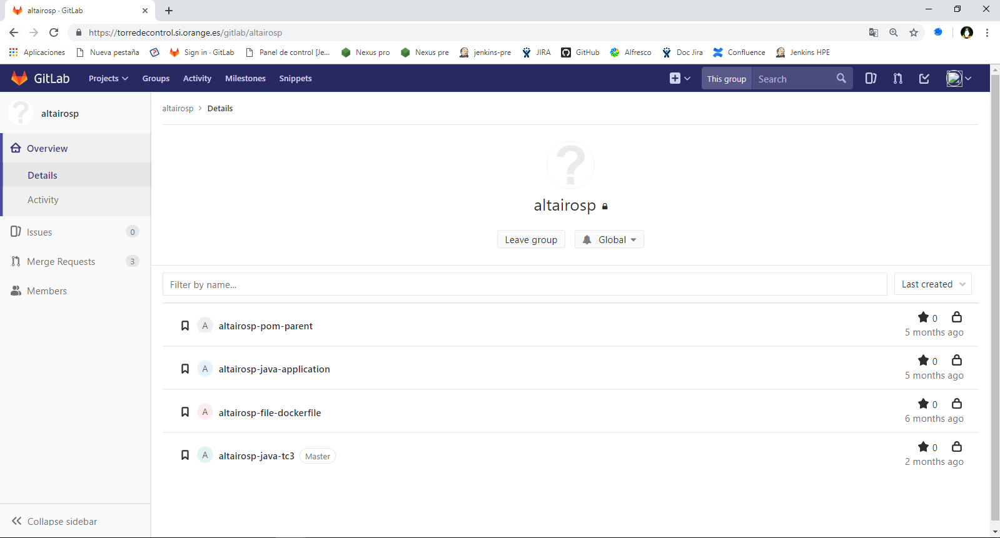 altairosp · GitLab
https://torredecontrol.si.orange.es/gitlab/altairosp
Aplicaciones Nueva pestaña Sign in · GitLab Panel de control [Je... Nexus pro Nexus pre jenkins-pre JIRA GitHub Alfresco Doc Jira Confluence Jenkins HPE
GitLab Projects Groups Activity Milestones Snippets This group Search
altairosp
altairosp > Details
Overview
Details
Activity
Issues 0
Merge Requests 3
Members
Collapse sidebar
?
altairosp
Leave group Global
Filter by name... Last created
A altairosp-pom-parent 0
5 months ago
A altairosp-java-application 0
5 months ago
A altairosp-file-dockerfile 0
6 months ago
A altairosp-java-tc3 Master 0
2 months ago